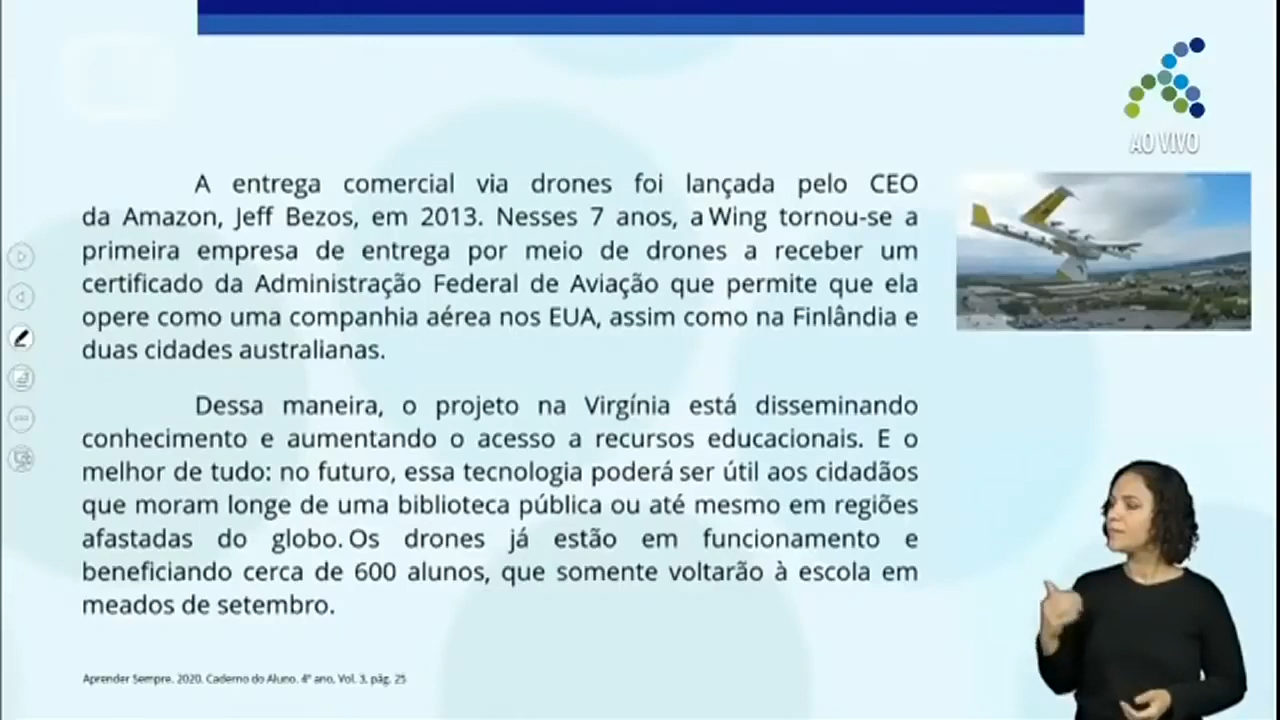 AO VIVO
A entrega comercial via drones foi lançada pelo CEO
da Amazon, Jeff Bezos, em 2013. Nesses 7 anos, a Wing tornou-se a
primeira empresa de entrega por meio de drones a receber um
certificado da Administração Federal de Aviação que permite que ela
opere como uma companhia aérea nos EUA, assim como na Finlândia e
duas cidades australianas.
Dessa maneira, o projeto na Virgínia está disseminando
conhecimento e aumentando o acesso a recursos educacionais. E o
melhor de tudo: no futuro, essa tecnologia poderá ser útil aos cidadãos
que moram longe de uma biblioteca pública ou até mesmo em regiões
afastadas do globo. Os drones já estão em funcionamento e
beneficiando cerca de 600 alunos, que somente voltarão à escola em
meados de setembro.
Aprender Sempre. 2020. Caderno do Aluno. 4º ano. Vol. 3. pág. 25